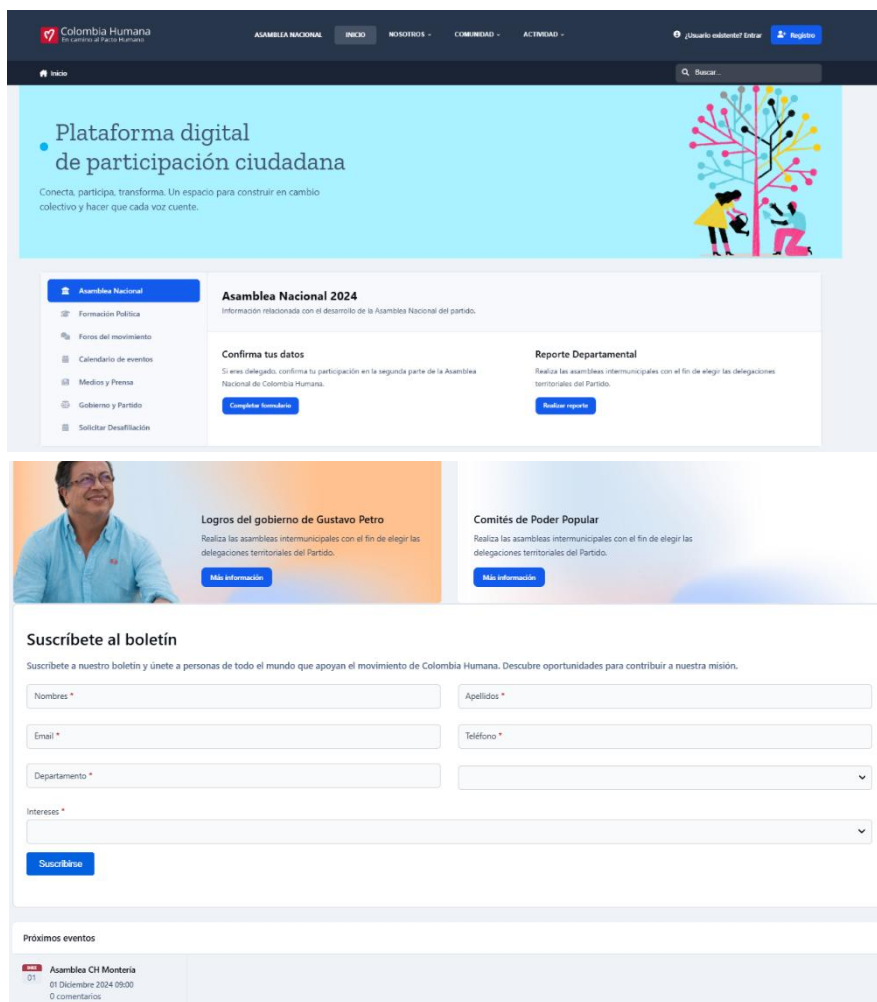 Colombia Humana
En camino al Pacto Humano
ASAMBLEA NACIONAL INICIO NOSOTROS COMUNIDAD ACTIVIDAD
¿Usuario existente? Entrar Registro
Inicio
Buscar...
Plataforma digital
de participación ciudadana
Conecta, participa, transforma. Un espacio para construir en cambio
colectivo y hacer que cada voz cuente.
Asamblea Nacional
Formación Política
Foros del movimiento
Calendario de eventos
Medios y Prensa
Gobierno y Partido
Solicitar Desafiliación
Asamblea Nacional 2024
Información relacionada con el desarrollo de la Asamblea Nacional del partido.
Confirma tus datos
Si eres delegado, confirma tu participación en la segunda parte de la Asamblea
Nacional de Colombia Humana.
Completar formulario
Reporte Departamental
Realiza las asambleas intermunicipales con el fin de elegir las delegaciones
territoriales del Partido.
Realizar reporte
Logros del gobierno de Gustavo Petro
Realiza las asambleas intermunicipales con el fin de elegir las
delegaciones territoriales del Partido.
Más información
Comités de Poder Popular
Realiza las asambleas intermunicipales con el fin de elegir las
delegaciones territoriales del Partido.
Más información
Suscríbete al boletín
Suscríbete a nuestro boletín y únete a personas de todo el mundo que apoyan el movimiento de Colombia Humana. Descubre oportunidades para contribuir a nuestra misión.
Nombres *
Apellidos *
Email *
Teléfono *
Departamento *
Intereses *
Suscribirse
Próximos eventos
01
Asamblea CH Montería
01 Diciembre 2024 09:00
0 comentarios